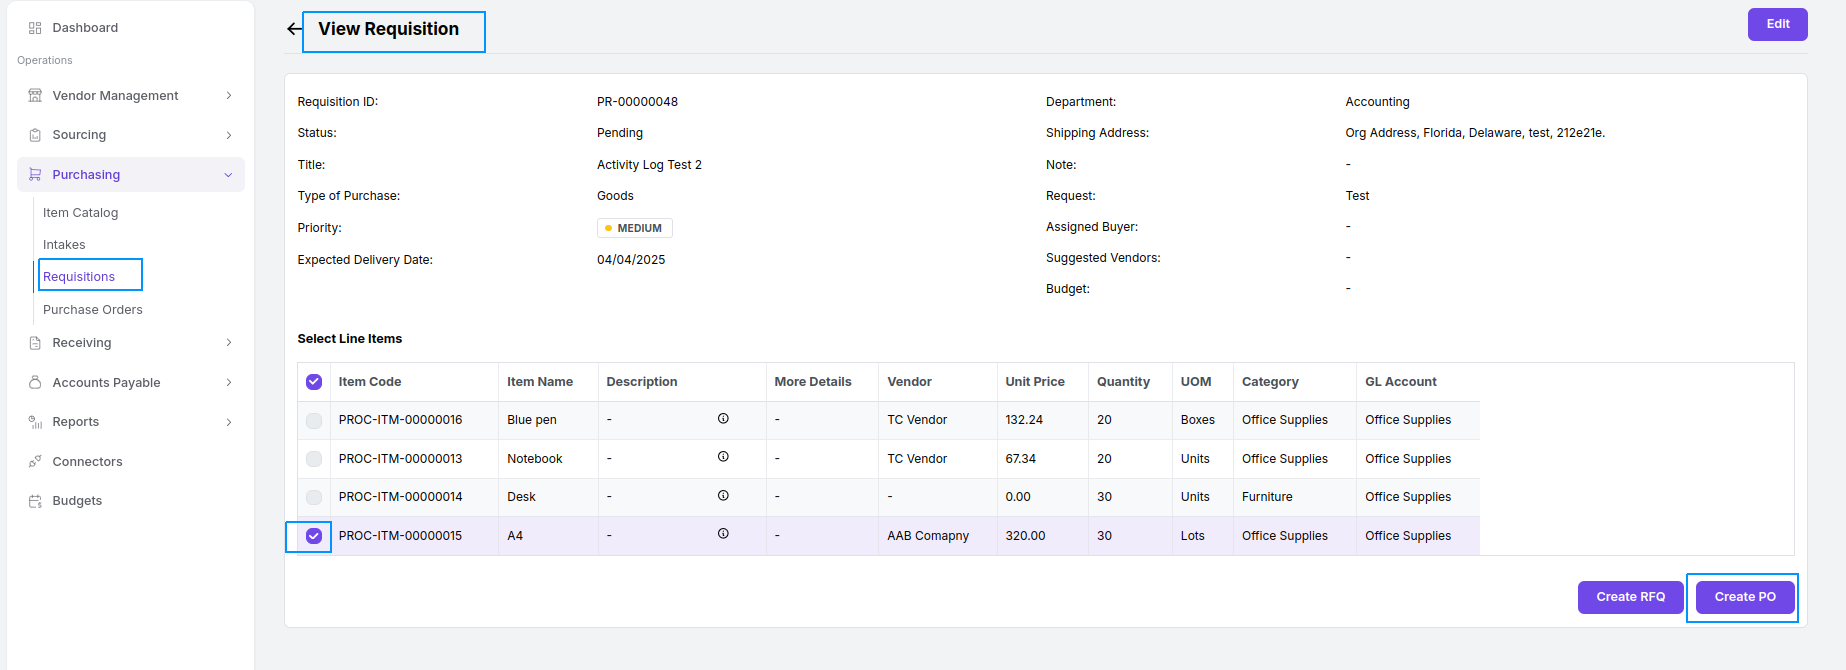 Dashboard
Operations
Vendor Management
Sourcing
Purchasing
Item Catalog
Intakes
Requisitions
Purchase Orders
Receiving
Accounts Payable
Reports
Connectors
Budgets
View Requisition
Edit
Requisition ID: PR-00000048
Status: Pending
Title: Activity Log Test 2
Type of Purchase: Goods
Priority: MEDIUM
Expected Delivery Date: 04/04/2025
Department: Accounting
Shipping Address: Org Address, Florida, Delaware, test, 212e21e.
Note: -
Request: Test
Assigned Buyer: -
Suggested Vendors: -
Budget: -
Select Line Items
Item Code Item Name Description More Details Vendor Unit Price Quantity UOM Category GL Account
PROC-ITM-00000016 Blue pen - - TC Vendor 132.24 20 Boxes Office Supplies Office Supplies
PROC-ITM-00000013 Notebook - - TC Vendor 67.34 20 Units Office Supplies Office Supplies
PROC-ITM-00000014 Desk - - - 0.00 30 Units Furniture Office Supplies
PROC-ITM-00000015 A4 - - AAB Comapny 320.00 30 Lots Office Supplies Office Supplies
Create RFQ Create PO